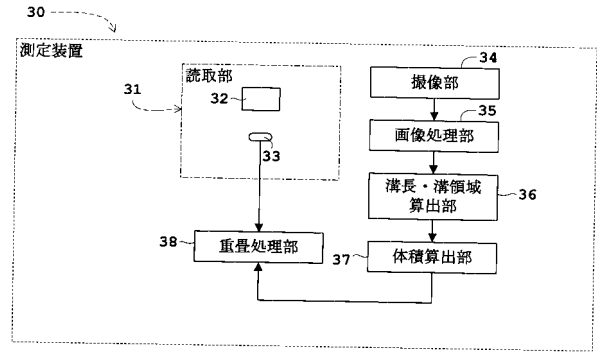 30
測定装置
読取部
31
32
33
34
撮像部
35
画像処理部
溝長・溝領域
算出部
36
重畳処理部
38
体積算出部
37